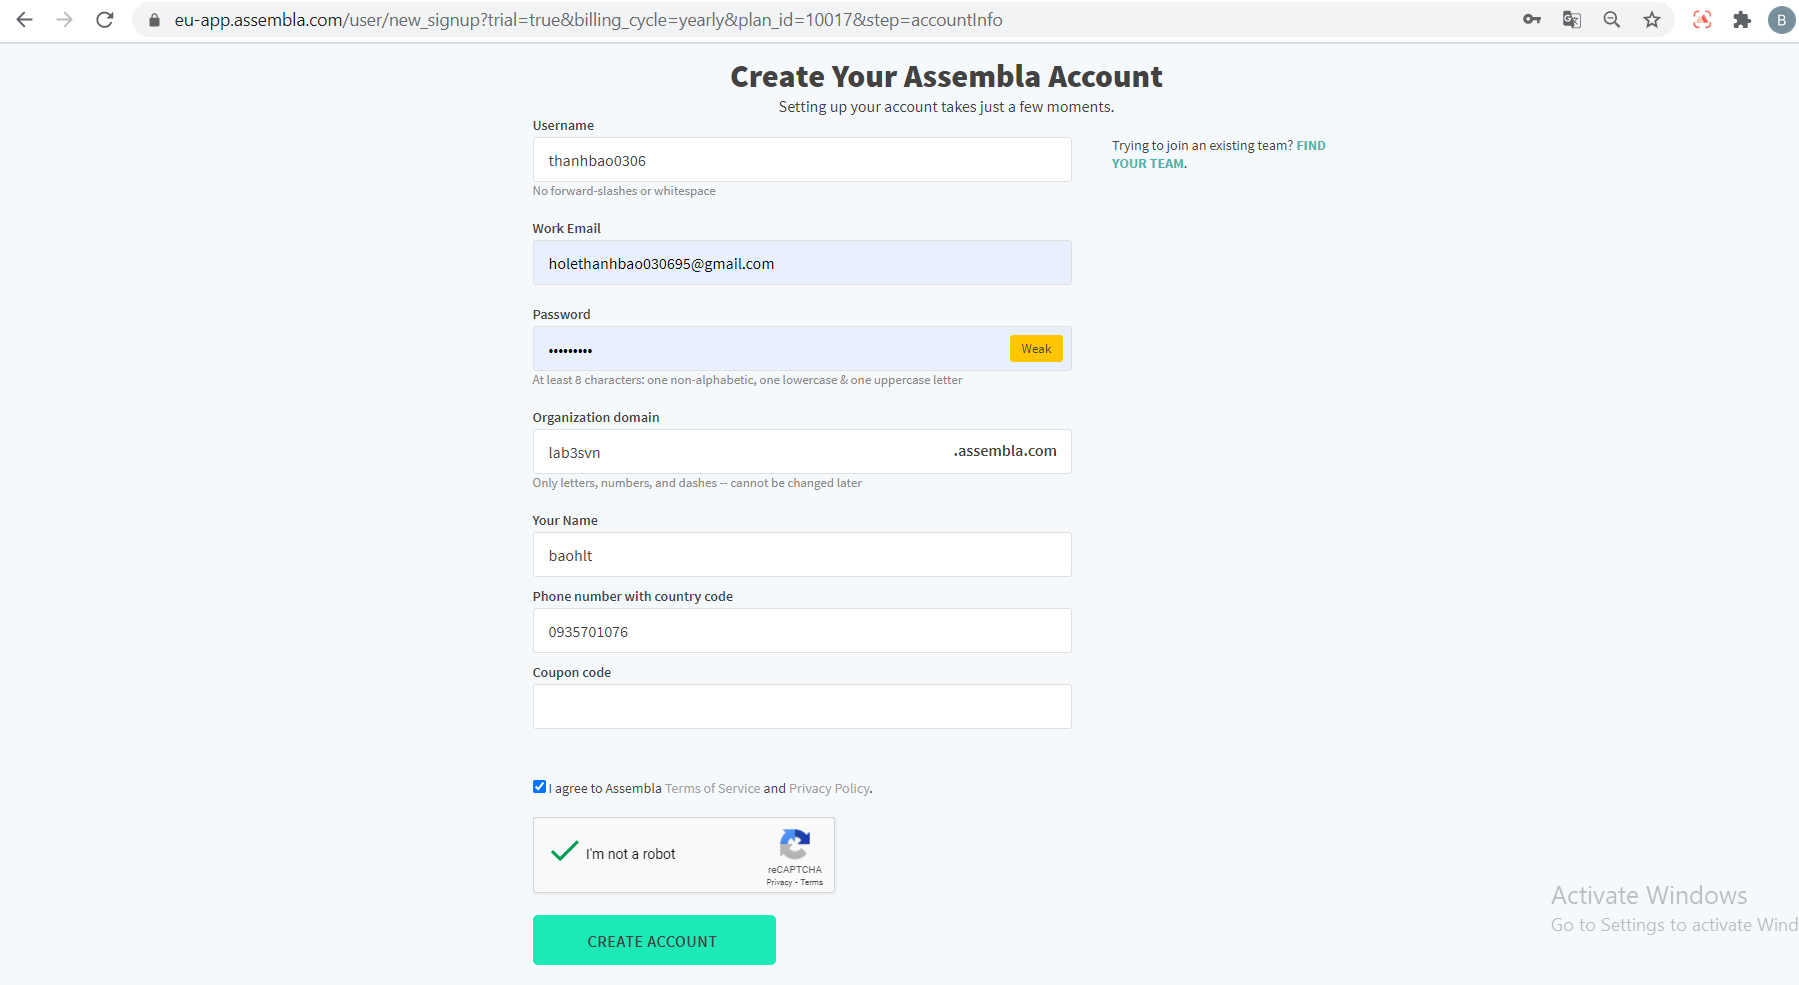 eu-app.assembla.com/user/new_signup?trial=true&billing_cycle=yearly&plan_id=10017&step=accountInfo
B
Create Your Assembla Account
Setting up your account takes just a few moments.
Username
thanhbao0306
No forward-slashes or whitespace
Trying to join an existing team? FIND
YOUR TEAM.
Work Email
holethanhbao030695@gmail.com
Password
•••••••••
Weak
At least 8 characters: one non-alphabetic, one lowercase & one uppercase letter
Organization domain
lab3svn .assembla.com
Only letters, numbers, and dashes -- cannot be changed later
Your Name
baohlt
Phone number with country code
0935701076
Coupon code
I agree to Assembla Terms of Service and Privacy Policy.
I'm not a robot
reCAPTCHA
Privacy - Terms
CREATE ACCOUNT
Activate Windows
Go to Settings to activate Wind